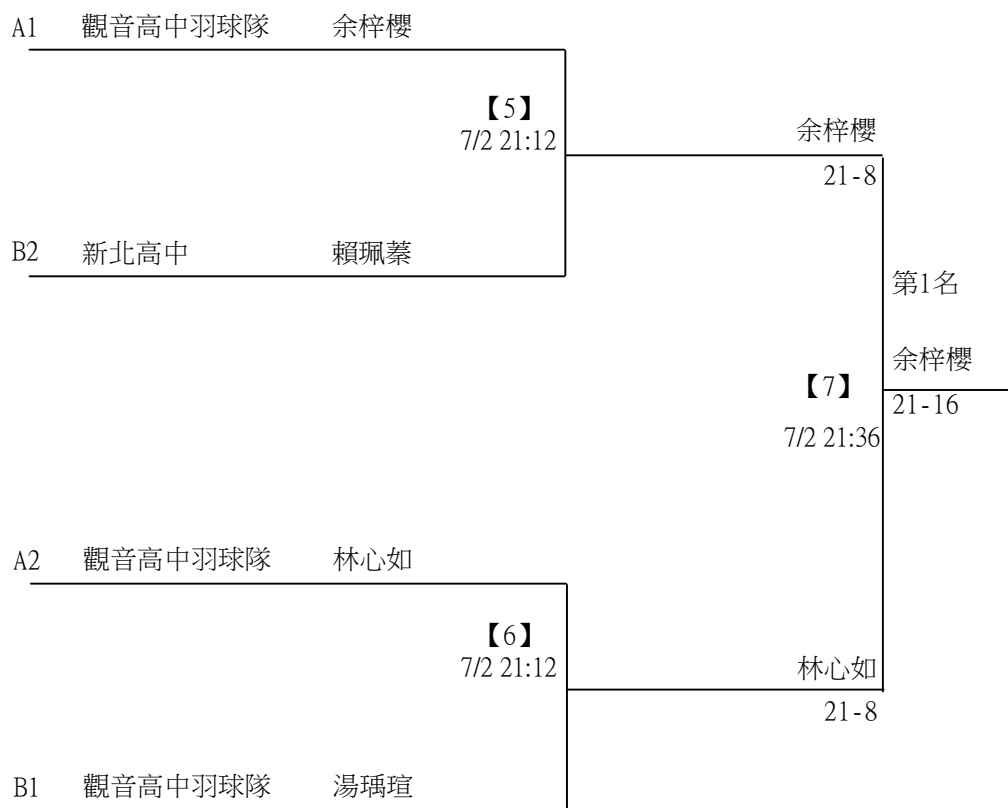 A1 觀音高中羽球隊 余梓櫻
【5】
7/2 21:12
余梓櫻
21-8
B2 新北高中 賴珮蓁
第1名
余梓櫻
【7】
21-16
7/2 21:36
A2 觀音高中羽球隊 林心如
【6】
7/2 21:12
林心如
21-8
B1 觀音高中羽球隊 湯瑀瑄